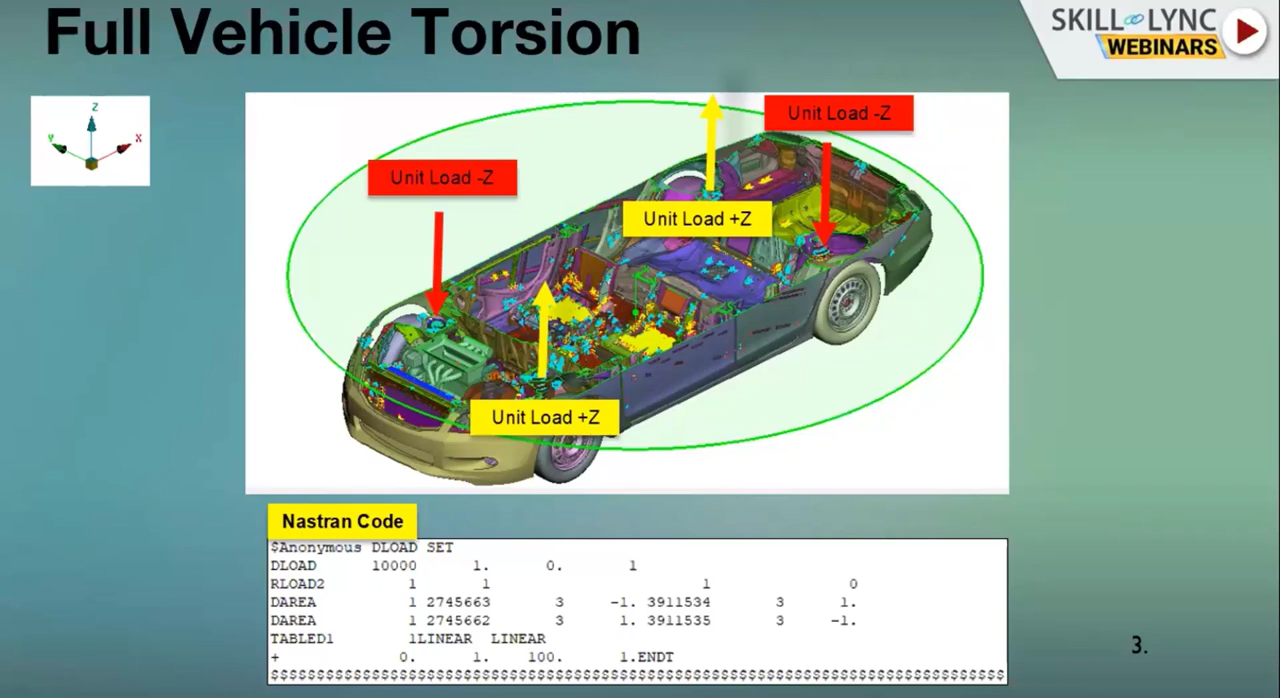 Full Vehicle Torsion
SKILL LYNC
WEBINARS
Z
Y
X
Unit Load -Z
Unit Load -Z
Unit Load +Z
Unit Load +Z
Nastran Code
$Anonymous DLOAD SET
DLOAD 10000 1. 0. 1
RLOAD2 1 1 1 0
DAREA 1 2745663 3 -1. 3911534 3 1.
DAREA 1 2745662 3 1. 3911535 3 -1.
TABLED1 1LINEAR LINEAR
+ 0. 1. 100. 1.ENDT
$$$$$$$$$$$$$$$$$$$$$$$$$$$$$$$$$$$$$$$$$$$$$$$$$$$$$$$$$$$$$$$$$$$$$$$$$$$$$$$$
3.